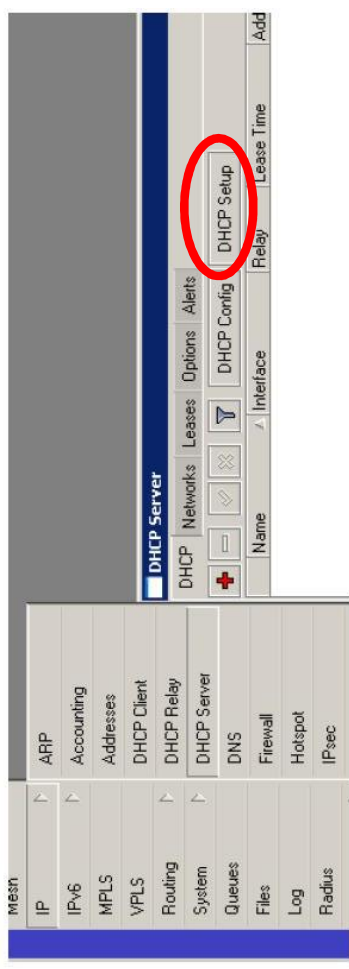 Mesh
IP
IPv6
MPLS
VPLS
Routing
System
Queues
Files
Log
Radius
ARP
Accounting
Addresses
DHCP Client
DHCP Relay
DHCP Server
DNS
Firewall
Hotspot
IPsec
DHCP Server
DHCP Networks Leases Options Alerts
DHCP Config DHCP Setup
Name Interface Relay Lease Time Add